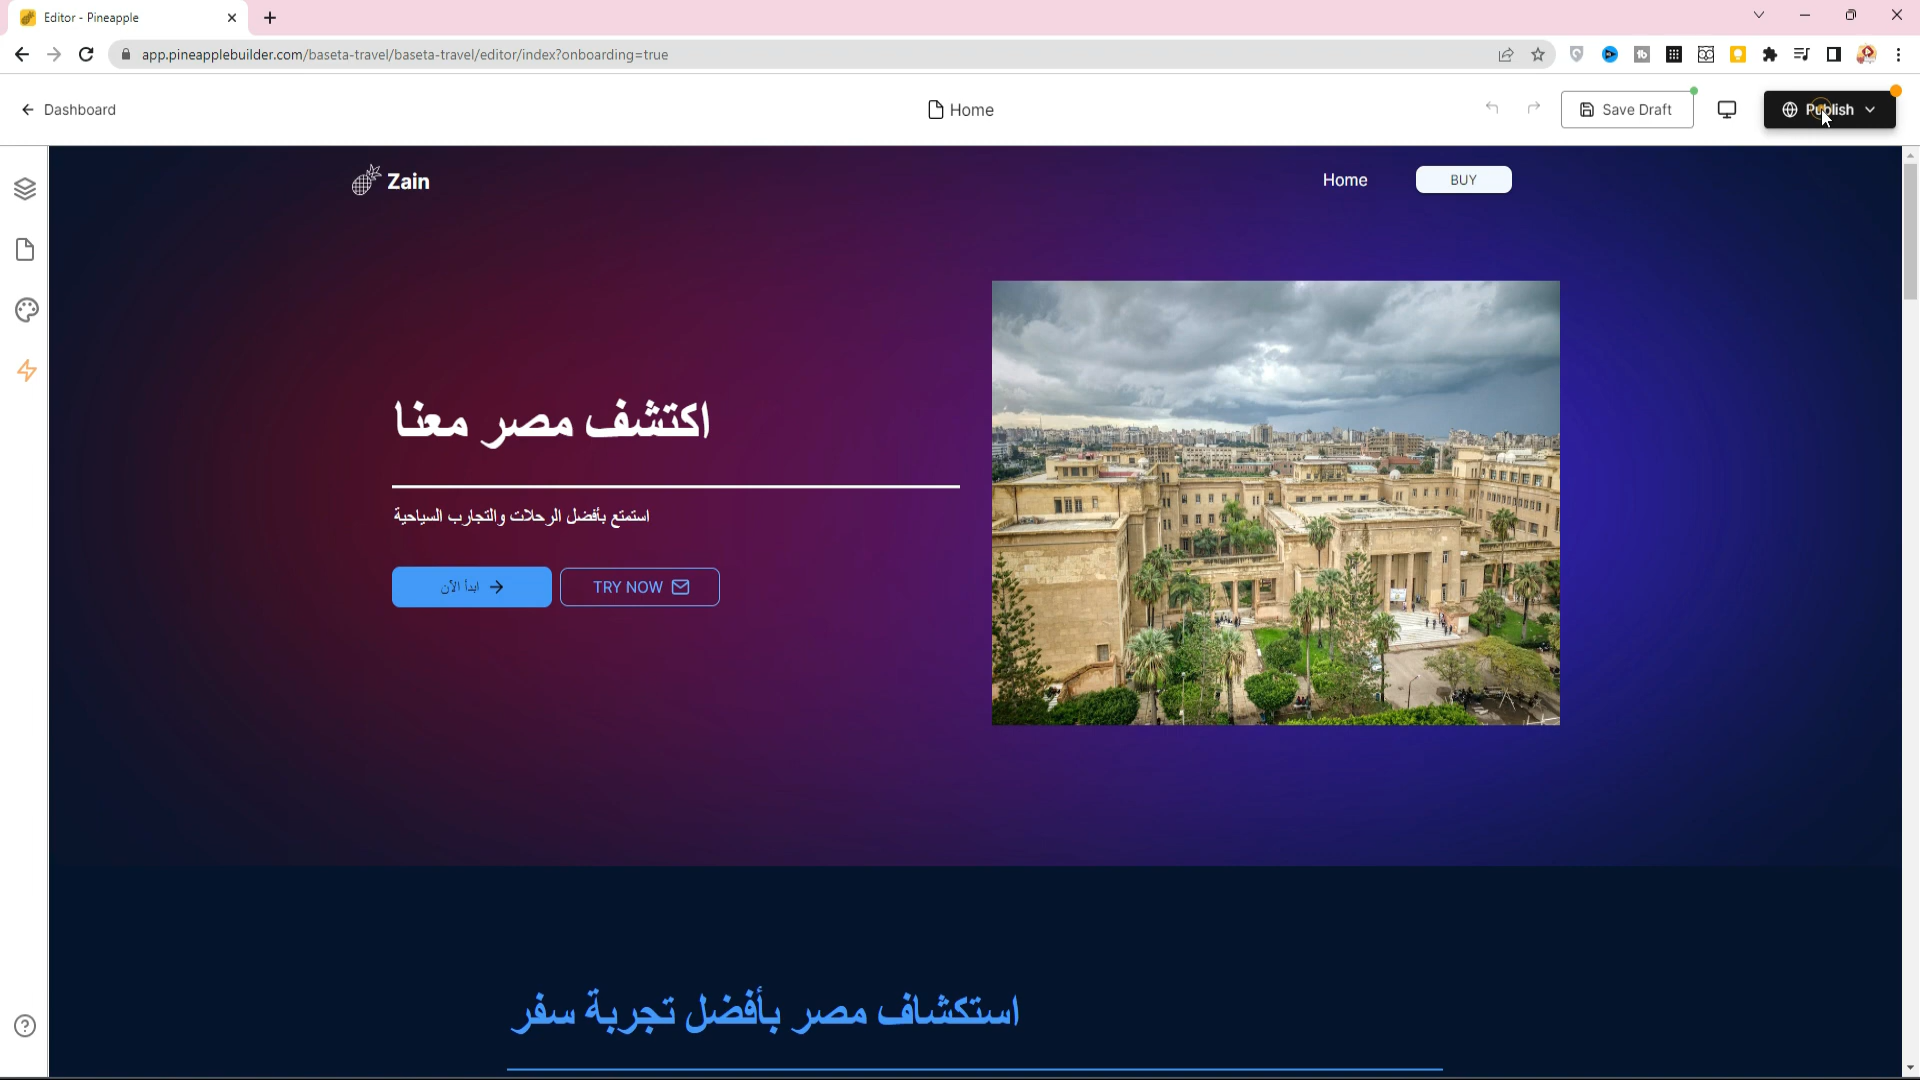 Editor - Pineapple
app.pineapplebuilder.com/baseta-travel/baseta-travel/editor/index?onboarding=true
Dashboard
Home
Save Draft
Publish
Zain
Home
BUY
اكتشف مصر معنا
استمتع بأفضل الرحلات والتجارب السياحية
ابدأ الآن
TRY NOW
استكشاف مصر بأفضل تجربة سفر